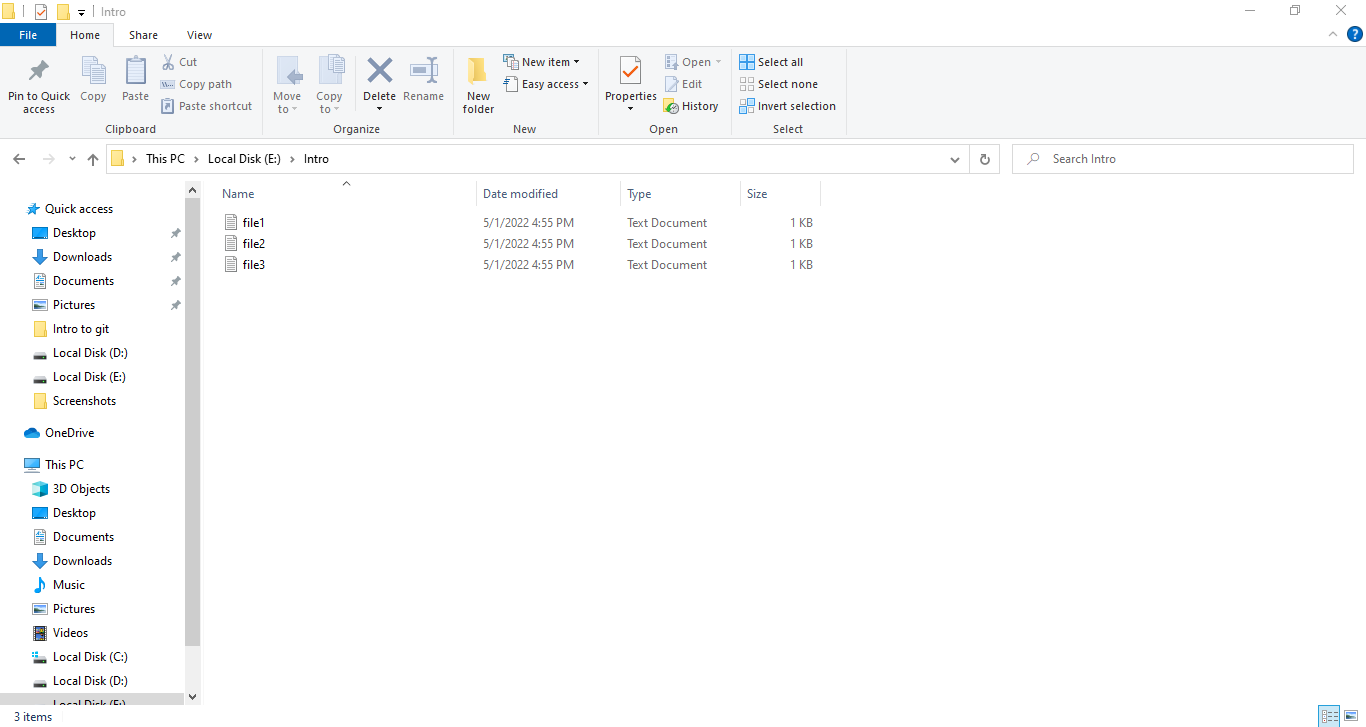 Intro
File Home Share View
Pin to Quick access
Copy
Paste
Cut
Copy path
Paste shortcut
Clipboard
Move to
Copy to
Delete
Rename
Organize
New folder
New item
Easy access
New
Properties
Open
Edit
History
Open
Select all
Select none
Invert selection
Select
This PC › Local Disk (E:) › Intro
Search Intro
Quick access
Desktop
Downloads
Documents
Pictures
Intro to git
Local Disk (D:)
Local Disk (E:)
Screenshots
OneDrive
This PC
3D Objects
Desktop
Documents
Downloads
Music
Pictures
Videos
Local Disk (C:)
Local Disk (D:)
Local Disk (E:)
Name Date modified Type Size
file1 5/1/2022 4:55 PM Text Document 1 KB
file2 5/1/2022 4:55 PM Text Document 1 KB
file3 5/1/2022 4:55 PM Text Document 1 KB
3 items